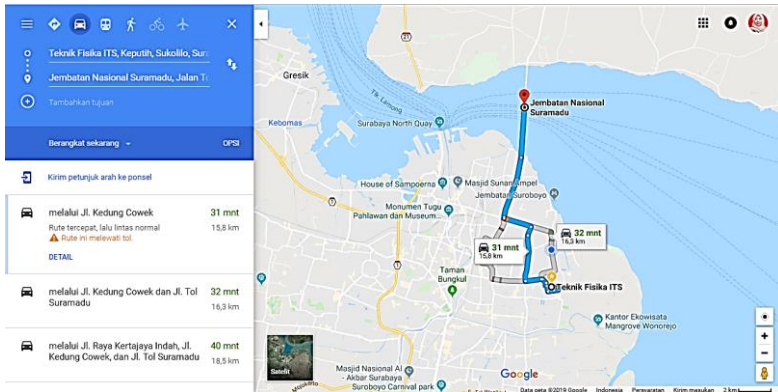 Teknik Fisika ITS, Keputih, Sukolilo, Sur
Jembatan Nasional Suramadu, Jalan T
Tambahkan tujuan
Berangkat sekarang
OPSI
Kirim petunjuk arah ke ponsel
melalui Jl. Kedung Cowek
31 mnt
Rute tercepat, lalu lintas normal
15,8 km
Rute ini melewati tol.
DETAIL
melalui Jl. Kedung Cowek dan Jl. Tol
Suramadu
32 mnt
16,3 km
melalui Jl. Raya Kertajaya Indah, Jl.
Kedung Cowek, dan Jl. Tol Suramadu
40 mnt
18,5 km
Gresik
Kebomas
Tlk Lamong
Surabaya North Quay
Jembatan Nasional
Suramadu
House of Sampoerna
Masjid Sunan Ampel
Jembatan Suroboyo
Monumen Tugu
Pahlawan dan Museum...
31 mnt
15,8 km
32 mnt
16,3 km
Taman
Bungkul
Teknik Fisika ITS
Kantor Ekowisata
Mangrove Wonorejo
Masjid Nasional Al
- Akbar Surabaya
Suroboyo Carnival park
Satelit
Google
Data peta ©2019 Google
Indonesia
Persyaratan
Kirim masukan
2 km